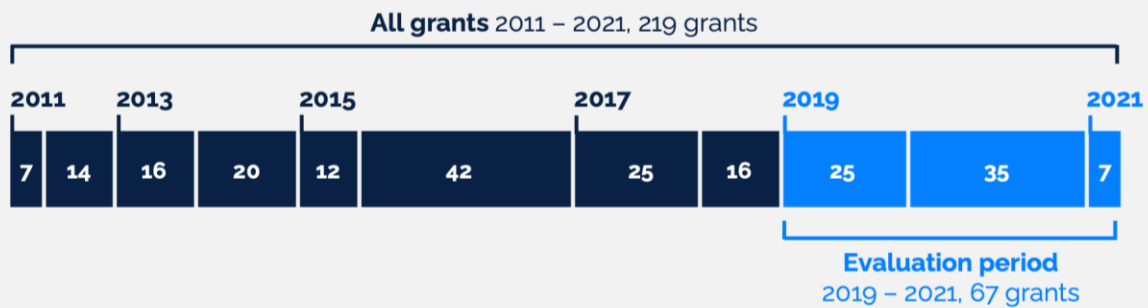 All grants 2011 – 2021, 219 grants
2011 2013 2015 2017 2019 2021
7 14 16 20 12 42 25 16 25 35 7
Evaluation period
2019 – 2021, 67 grants